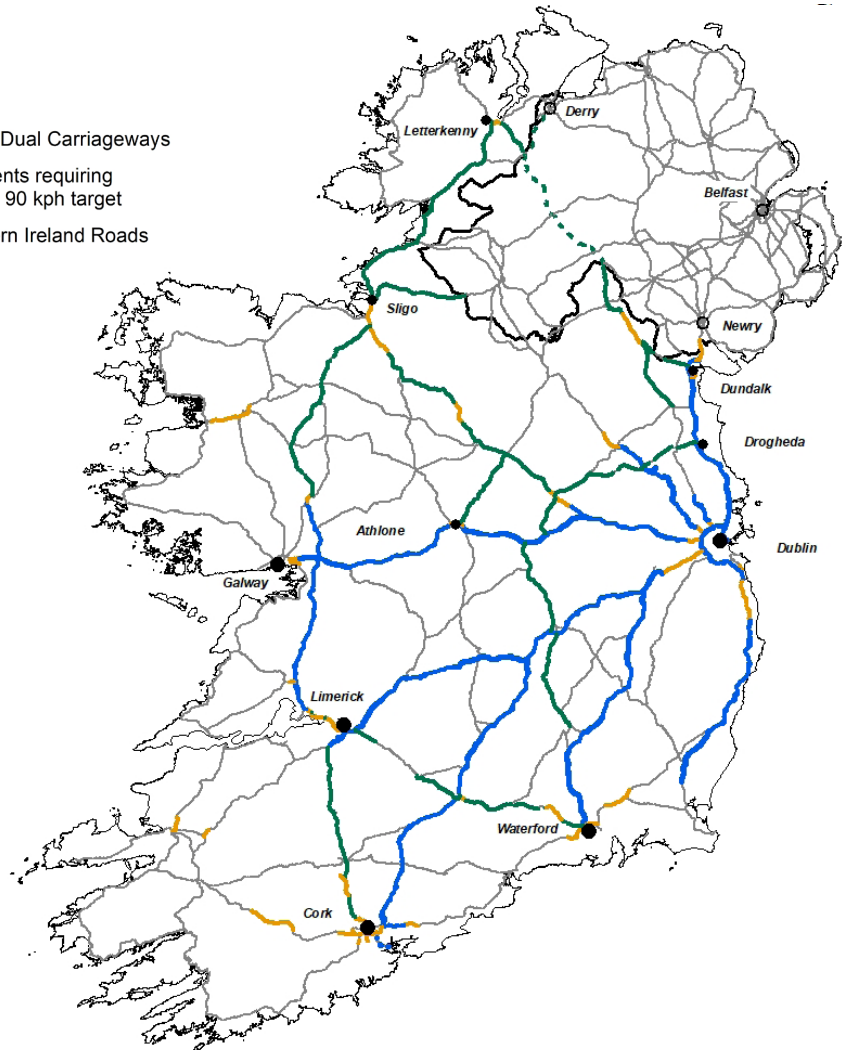 Dual Carriageways
ents requiring
90 kph target
rn Ireland Roads
Derry
Letterkenny
Belfast
Sligo
Newry
Dundalk
Drogheda
Athlone
Dublin
Galway
Limerick
Waterford
Cork